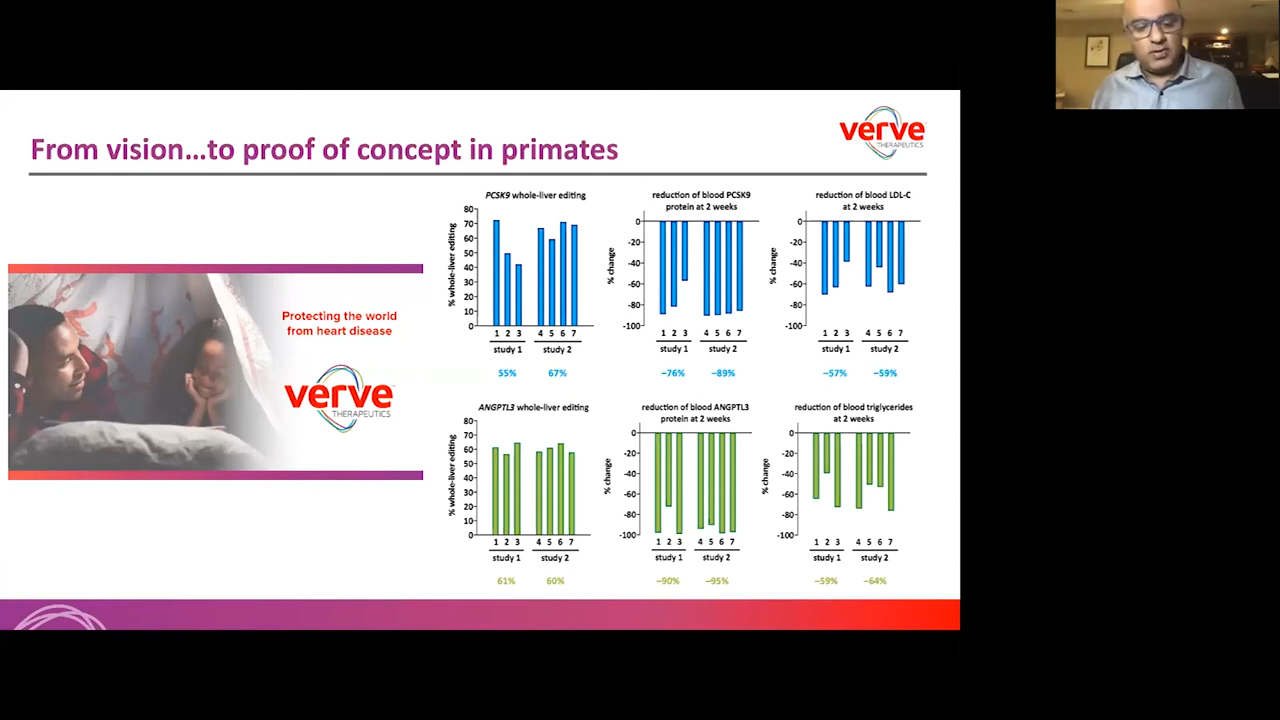 From vision...to proof of concept in primates
verve
THERAPEUTICS
Protecting the world
from heart disease
verve
THERAPEUTICS
PCSK9 whole-liver editing
% whole-liver editing
80
70
60
50
40
30
20
10
0
1 2 3 4 5 6 7
study 1 study 2
55% 67%
reduction of blood PCSK9
protein at 2 weeks
% change
0
-20
-40
-60
-80
-100
1 2 3 4 5 6 7
study 1 study 2
–76% –89%
reduction of blood LDL-C
at 2 weeks
% change
0
-20
-40
-60
-80
-100
1 2 3 4 5 6 7
study 1 study 2
–57% –59%
ANGPTL3 whole-liver editing
% whole-liver editing
80
70
60
50
40
30
20
10
0
1 2 3 4 5 6 7
study 1 study 2
61% 60%
reduction of blood ANGPTL3
protein at 2 weeks
% change
0
-20
-40
-60
-80
-100
1 2 3 4 5 6 7
study 1 study 2
–90% –95%
reduction of blood triglycerides
at 2 weeks
% change
0
-20
-40
-60
-80
-100
1 2 3 4 5 6 7
study 1 study 2
–59% –64%